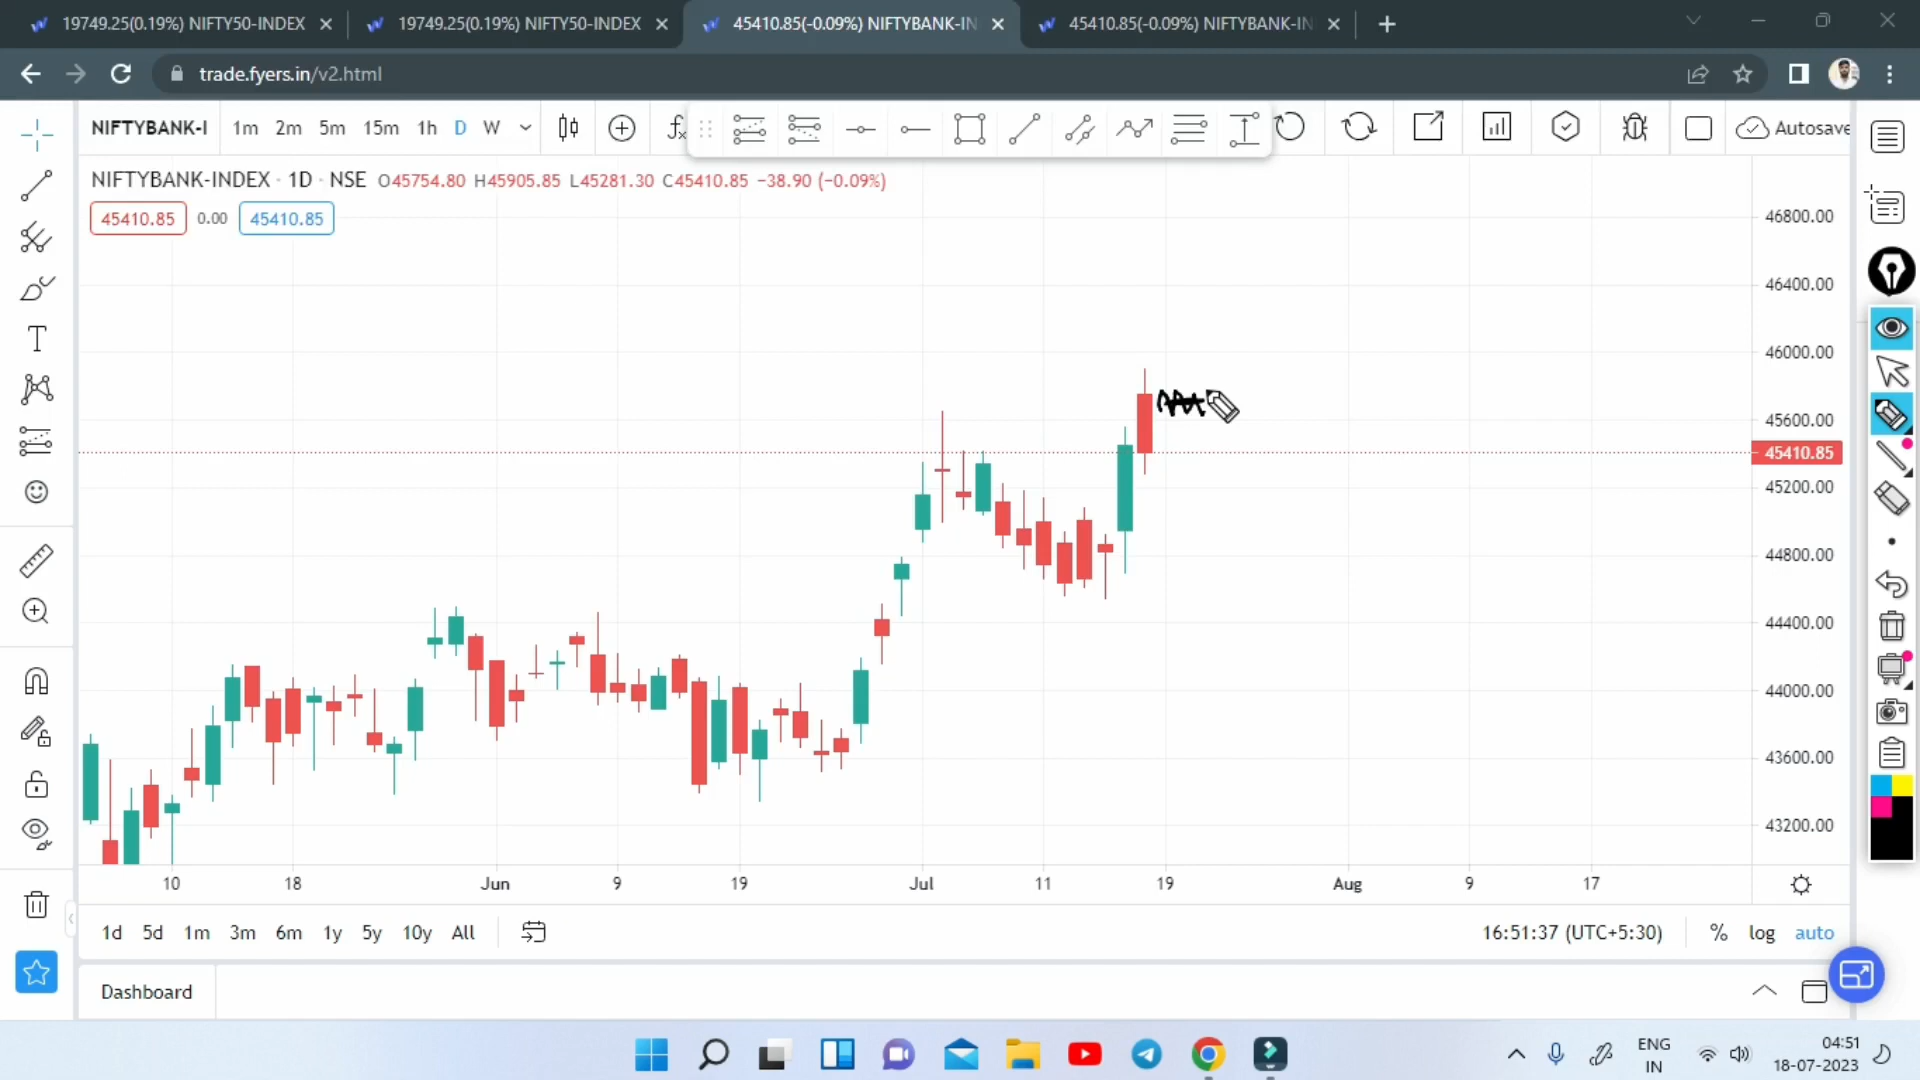 19749.25(0.19%) NIFTY50-INDEX 19749.25(0.19%) NIFTY50-INDEX 45410.85(-0.09%) NIFTYBANK-IN 45410.85(-0.09%) NIFTYBANK-IN
trade.fyers.in/v2.html
NIFTYBANK-I 1m 2m 5m 15m 1h D W fx Autosave
NIFTYBANK-INDEX · 1D · NSE O45754.80 H45905.85 L45281.30 C45410.85 −38.90 (−0.09%)
45410.85 0.00 45410.85
46800.00
46400.00
46000.00
45600.00
45410.85
45200.00
44800.00
44400.00
44000.00
43600.00
43200.00
10 18 Jun 9 19 Jul 11 19 Aug 9 17
1d 5d 1m 3m 6m 1y 5y 10y All 16:51:37 (UTC+5:30) % log auto
Dashboard
ENG 04:51
IN 18-07-2023